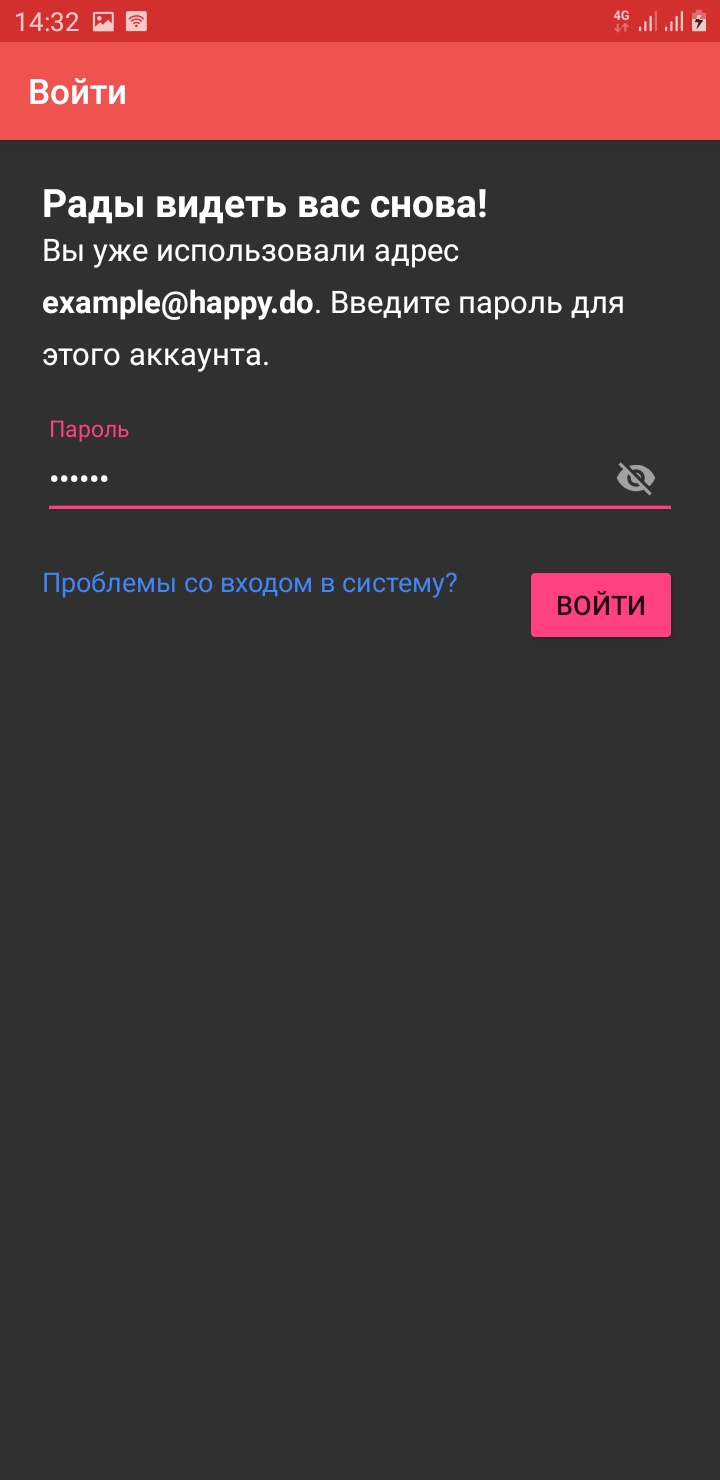 14:32
4G
Войти
Рады видеть вас снова!
Вы уже использовали адрес
example@happy.do. Введите пароль для
этого аккаунта.
Пароль
••••••
Проблемы со входом в систему?
ВОЙТИ